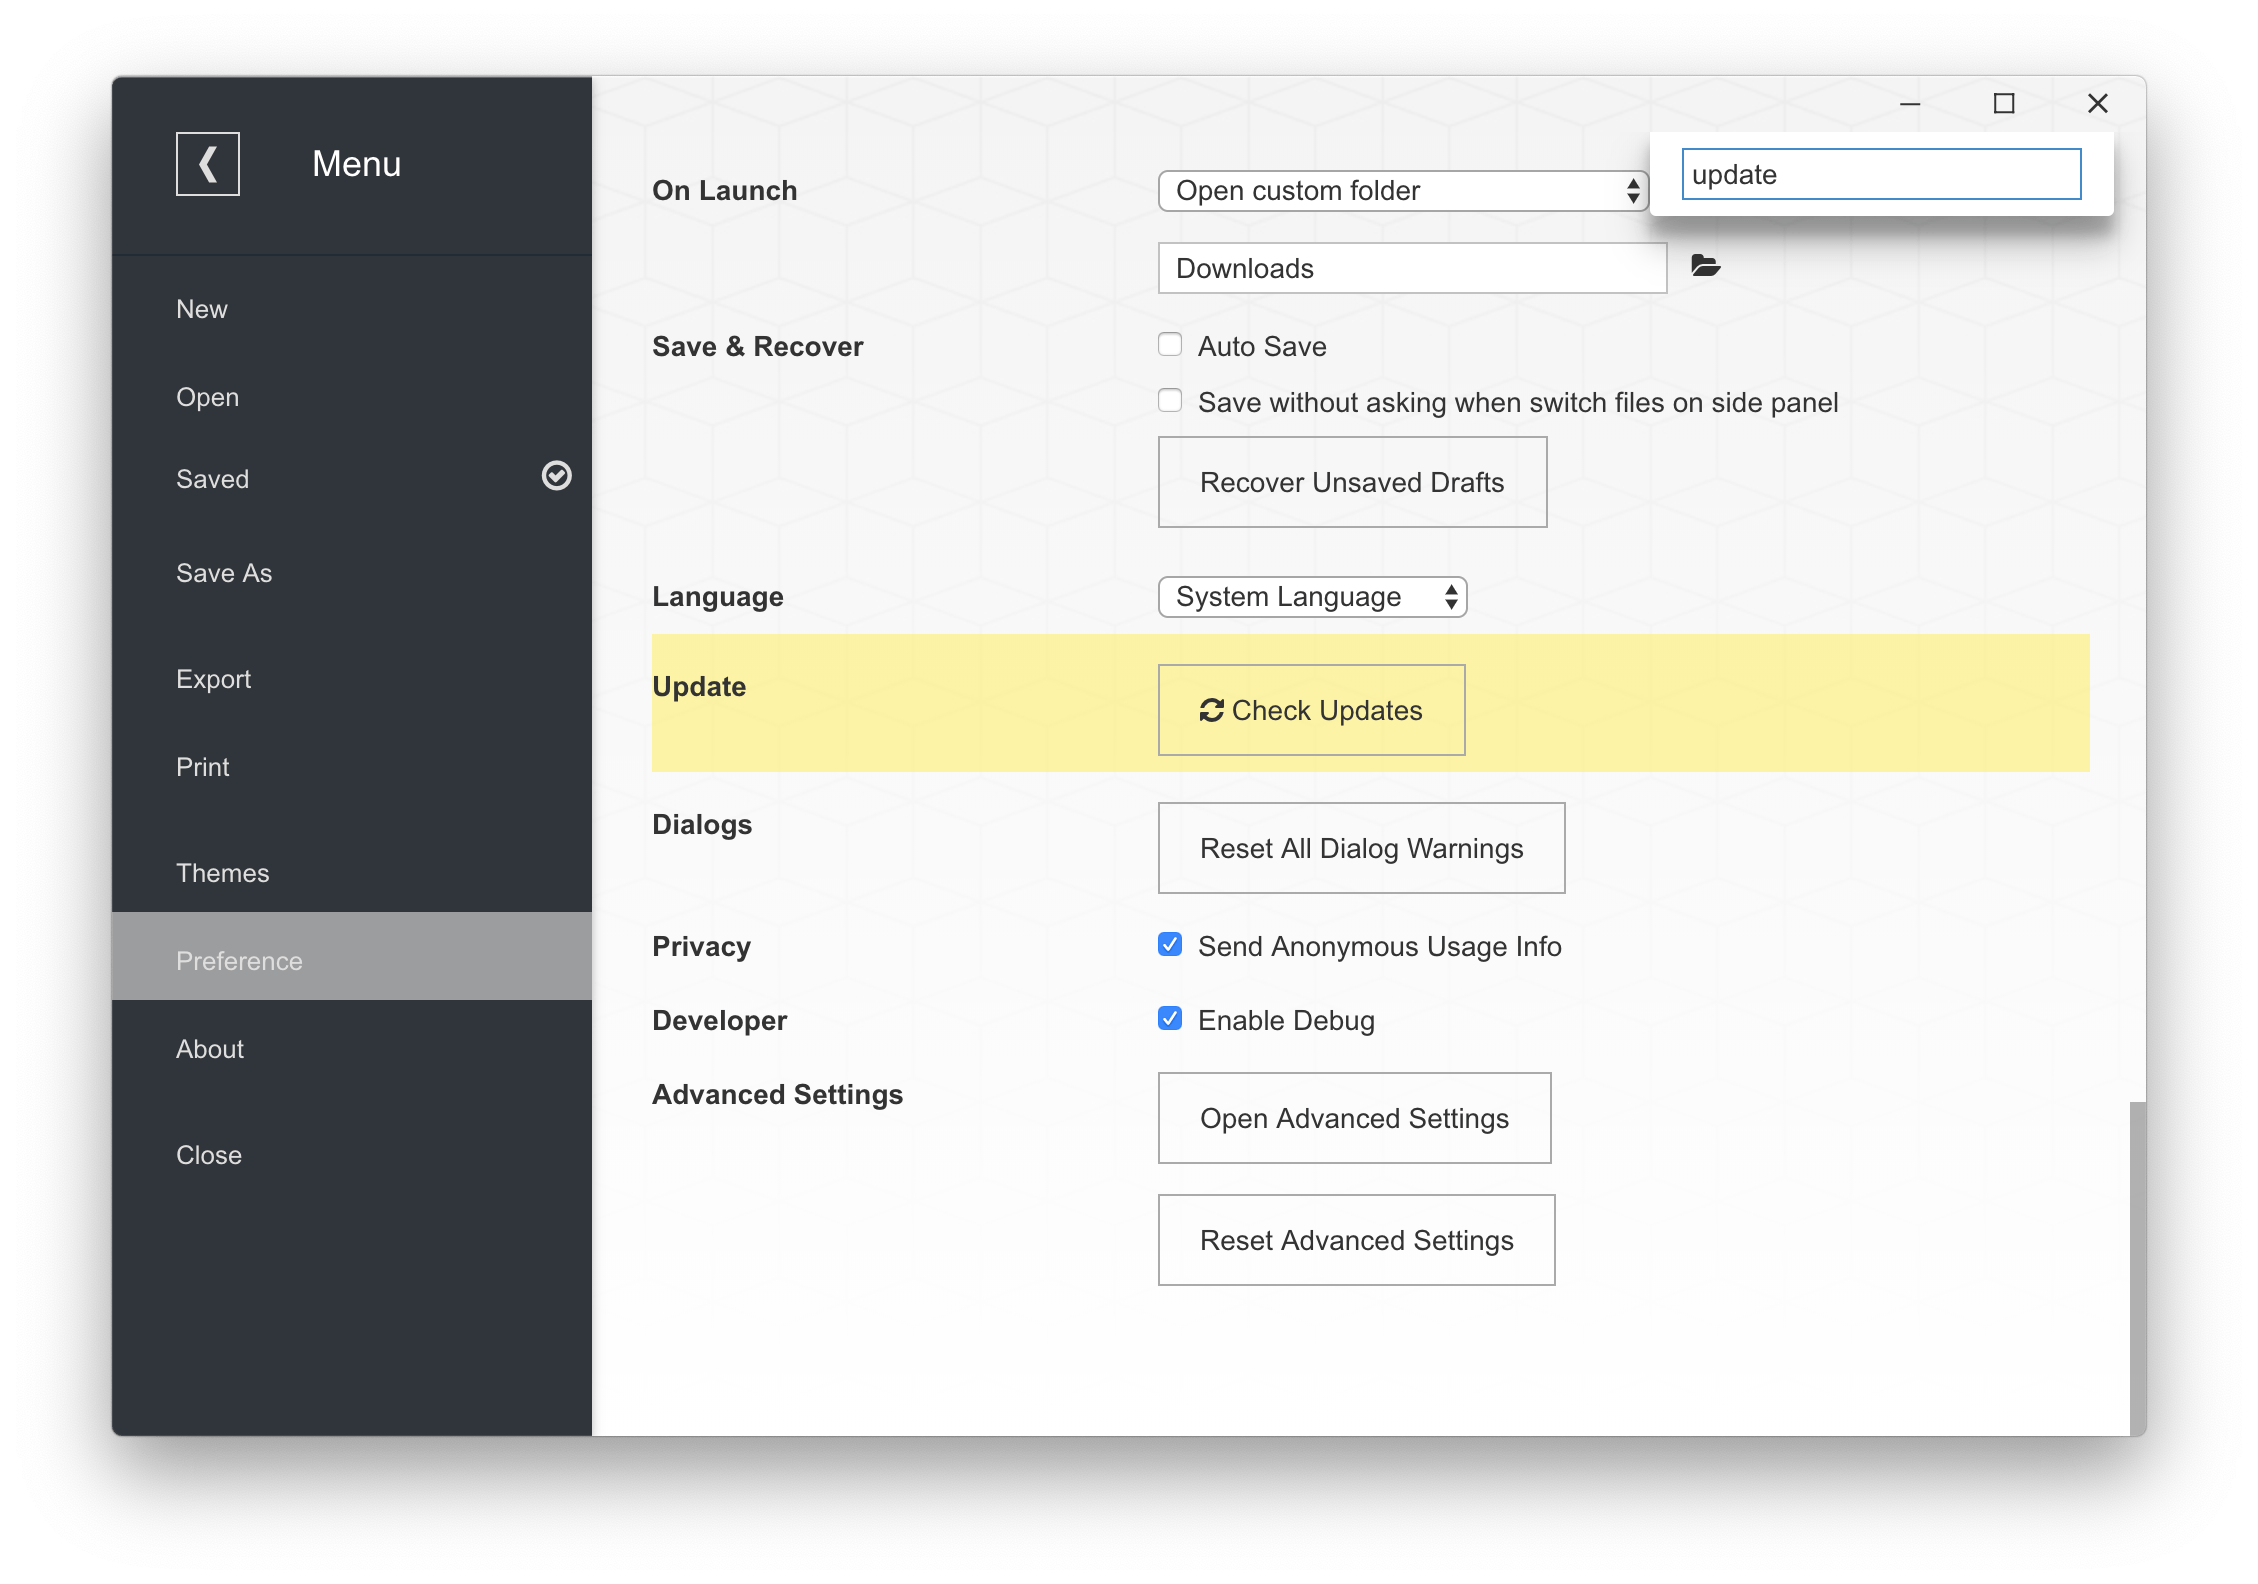 Menu
New
Open
Saved
Save As
Export
Print
Themes
Preference
About
Close
update
On Launch
Open custom folder
Downloads
Save & Recover
Auto Save
Save without asking when switch files on side panel
Recover Unsaved Drafts
Language
System Language
Update
Check Updates
Dialogs
Reset All Dialog Warnings
Privacy
Send Anonymous Usage Info
Developer
Enable Debug
Advanced Settings
Open Advanced Settings
Reset Advanced Settings